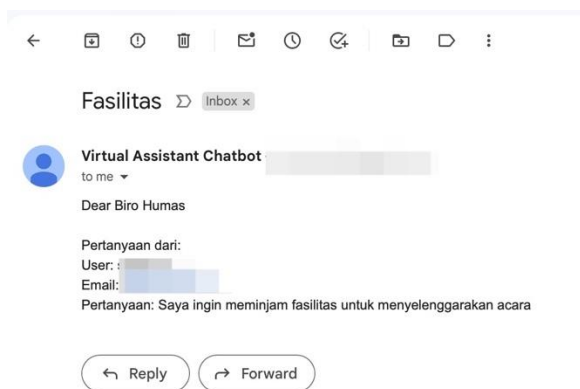 Fasilitas Inbox ×
Virtual Assistant Chatbot
to me
Dear Biro Humas
Pertanyaan dari:
User:
Email:
Pertanyaan: Saya ingin meminjam fasilitas untuk menyelenggarakan acara
Reply Forward